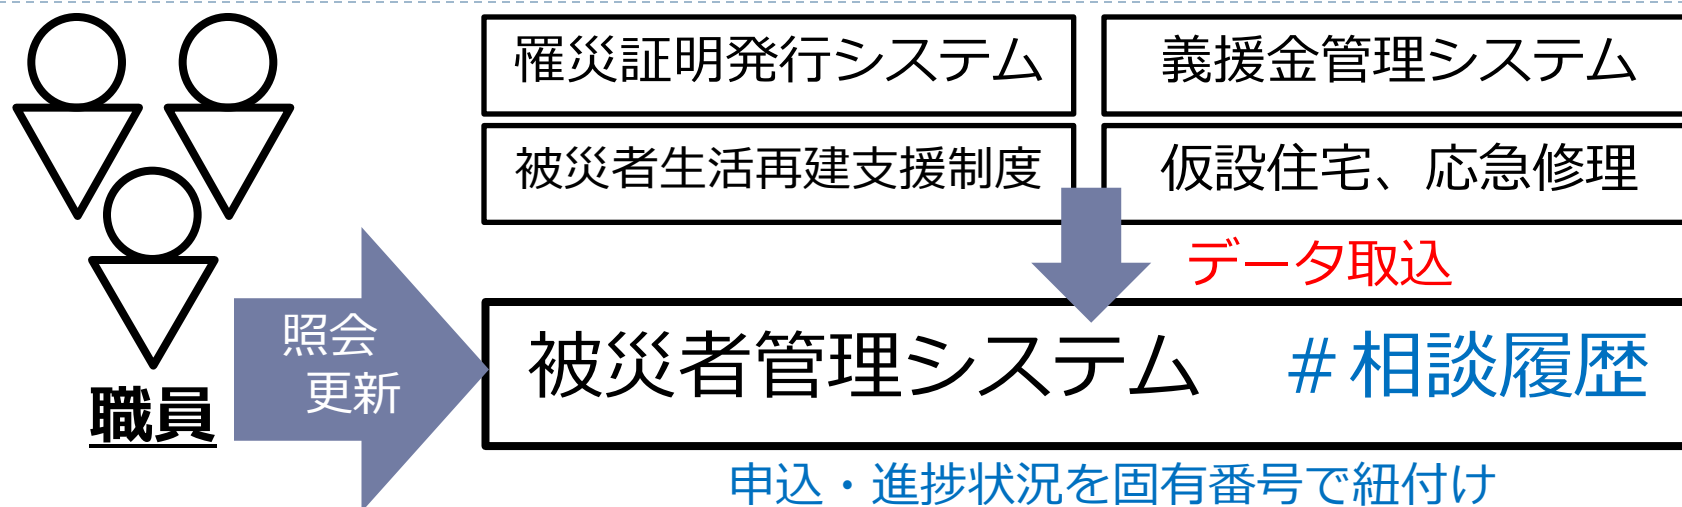 罹災証明発行システム
義援金管理システム
被災者生活再建支援制度
仮設住宅、応急修理
データ取込
照会
更新
職員
被災者管理システム ＃相談履歴
申込・進捗状況を固有番号で紐付け